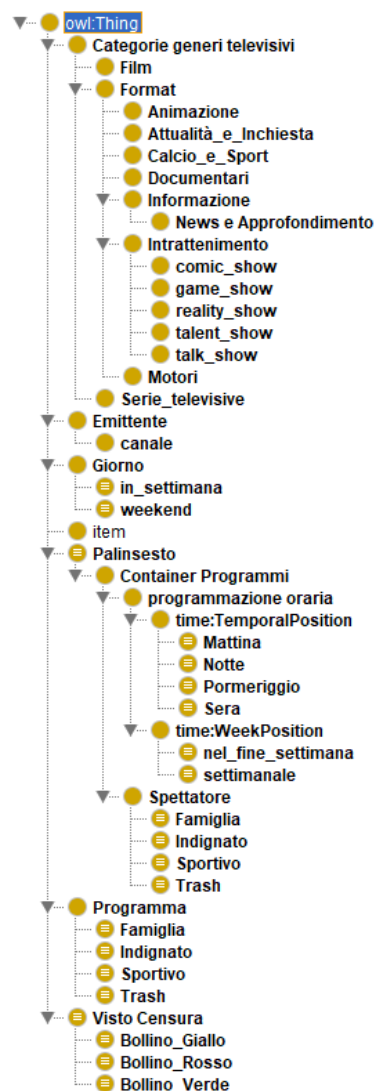 owl:Thing
Categorie generi televisivi
Film
Format
Animazione
Attualità_e_Inchiesta
Calcio_e_Sport
Documentari
Informazione
News e Approfondimento
Intrattenimento
comic_show
game_show
reality_show
talent_show
talk_show
Motori
Serie_televisive
Emittente
canale
Giorno
in_settimana
weekend
item
Palinsesto
Container Programmi
programmazione oraria
time:TemporalPosition
Mattina
Notte
Pormeriggio
Sera
time:WeekPosition
nel_fine_settimana
settimanale
Spettatore
Famiglia
Indignato
Sportivo
Trash
Programma
Famiglia
Indignato
Sportivo
Trash
Visto Censura
Bollino_Giallo
Bollino_Rosso
Bollino_Verde